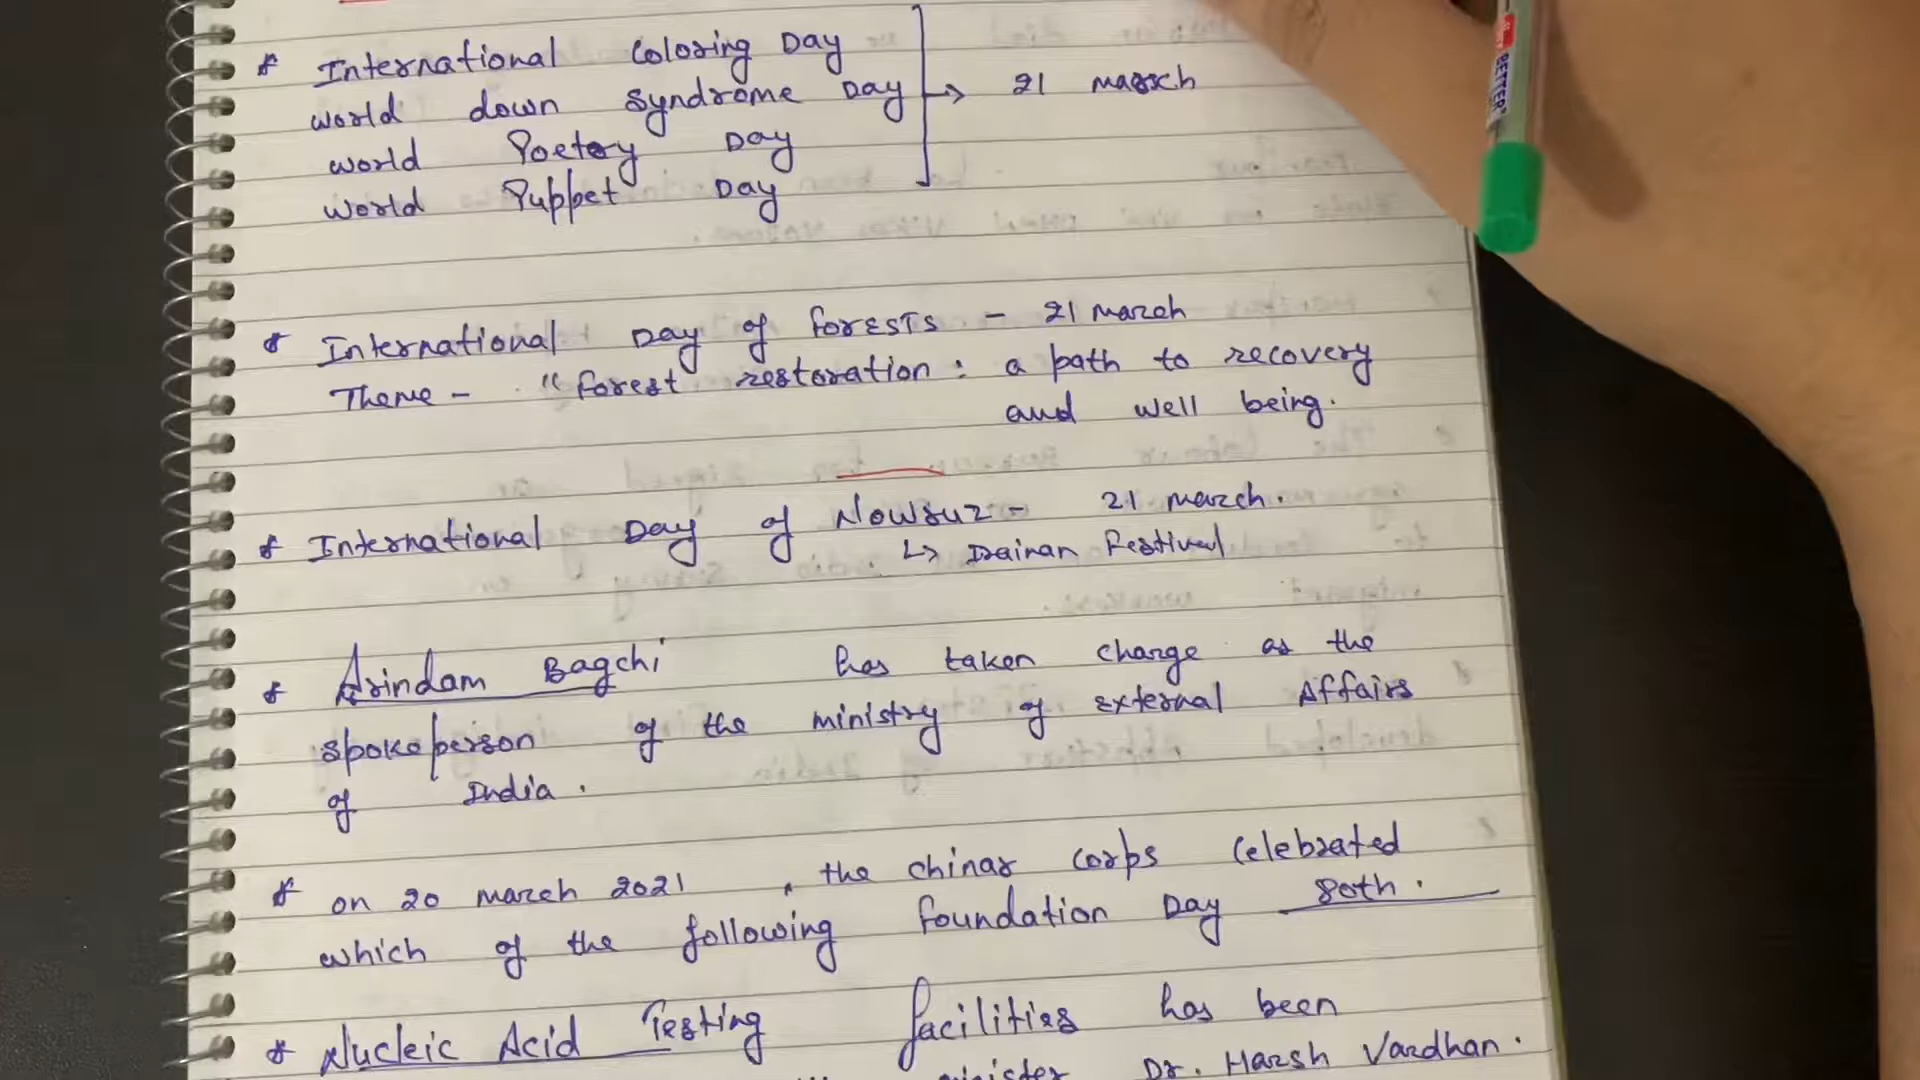 * International Coloring Day
world down syndrome Day → 21 march
world Poetry Day
world Puppet Day
* International Day of forests - 21 march
Theme - "forest restoration : a path to recovery
and well being.
* International Day of Nowruz - 21 march.
↳ Irainan Festival
* Arindam Bagchi has taken charge as the
spokeperson of the ministry of external Affairs
of India.
* on 20 march 2021, the chinar corps celebrated
which of the following foundation Day 80th.
* Nucleic Acid Testing facilities has been
minister Dr. Harsh Vardhan.
BETTER